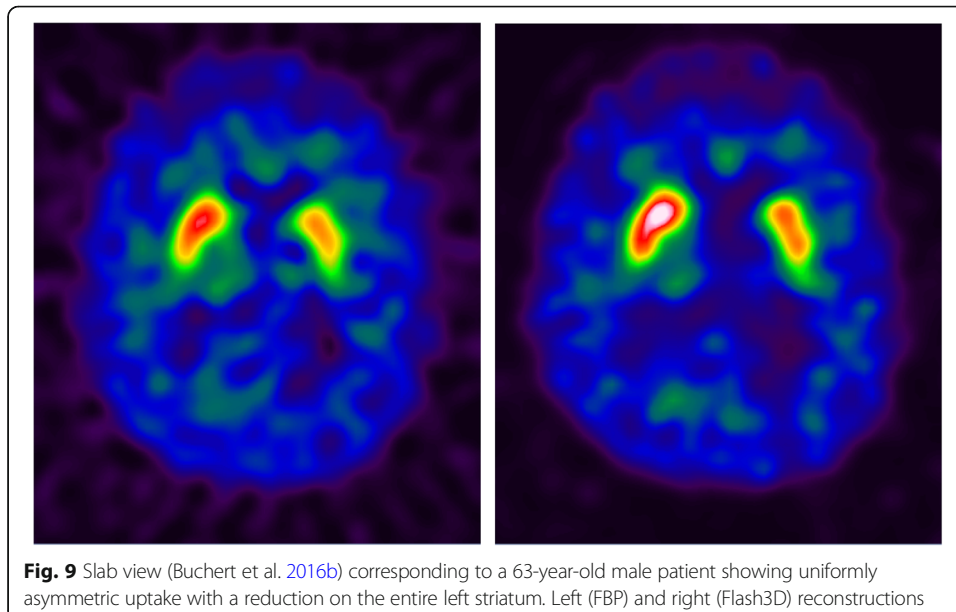 Fig. 9 Slab view (Buchert et al. 2016b) corresponding to a 63-year-old male patient showing uniformly
asymmetric uptake with a reduction on the entire left striatum. Left (FBP) and right (Flash3D) reconstructions